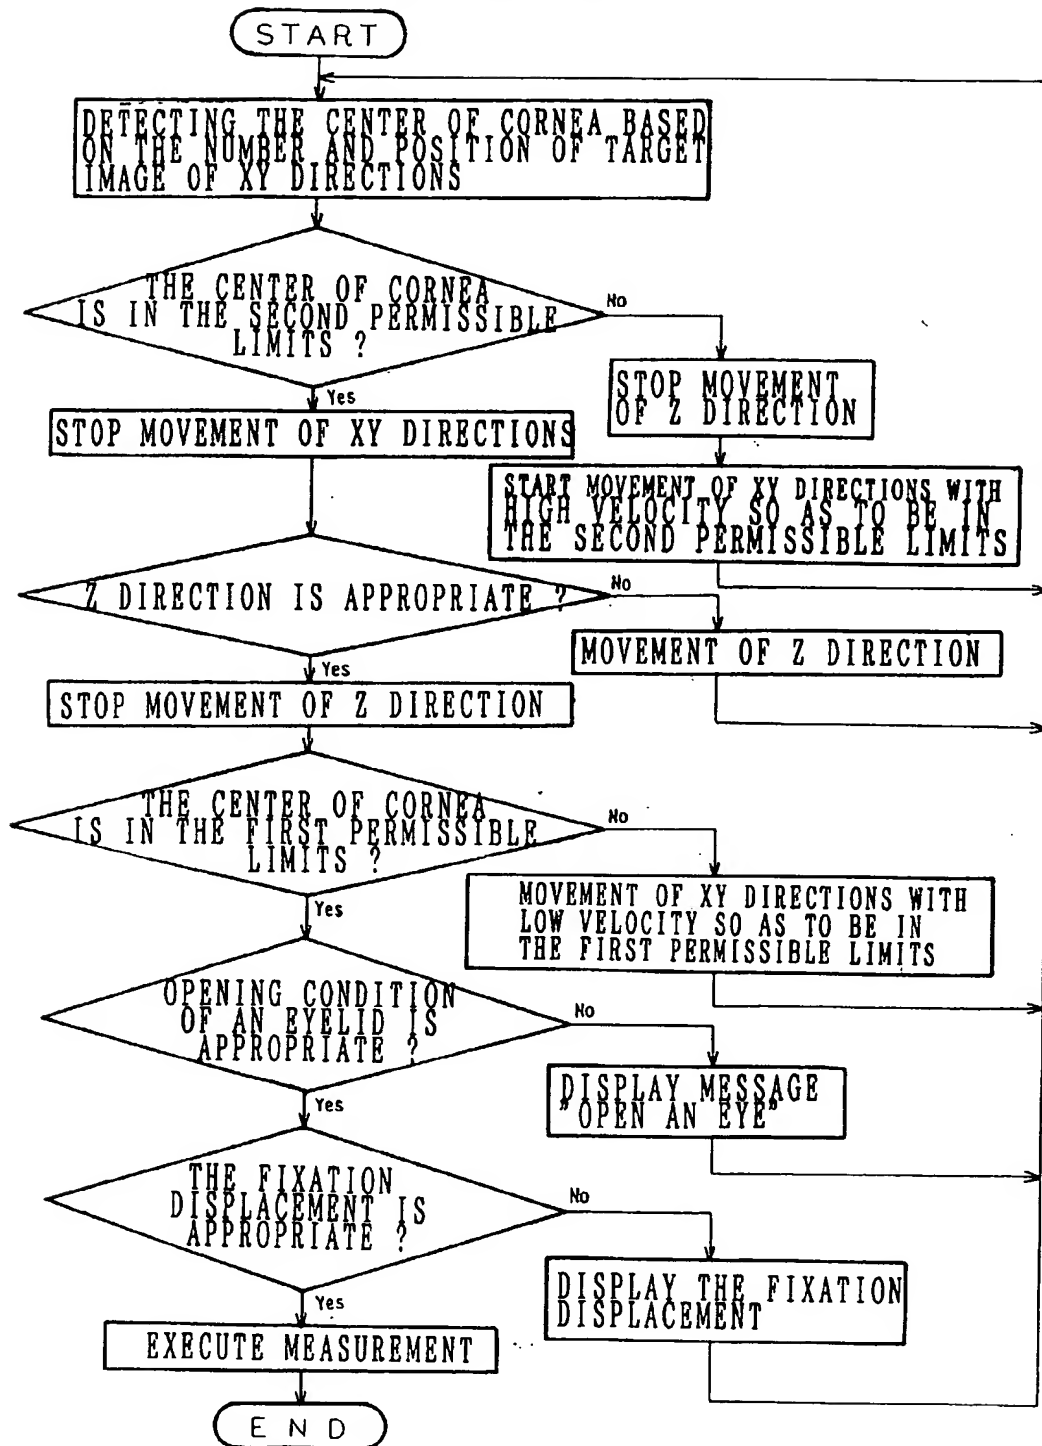 START
DETECTING THE CENTER OF CORNEA BASED
ON THE NUMBER AND POSITION OF TARGET
IMAGE OF XY DIRECTIONS
THE CENTER OF CORNEA
IS IN THE SECOND PERMISSIBLE
LIMITS ?
No
Yes
STOP MOVEMENT
OF Z DIRECTION
STOP MOVEMENT OF XY DIRECTIONS
START MOVEMENT OF XY DIRECTIONS WITH
HIGH VELOCITY SO AS TO BE IN
THE SECOND PERMISSIBLE LIMITS
Z DIRECTION IS APPROPRIATE ?
No
Yes
MOVEMENT OF Z DIRECTION
STOP MOVEMENT OF Z DIRECTION
THE CENTER OF CORNEA
IS IN THE FIRST PERMISSIBLE
LIMITS ?
No
Yes
MOVEMENT OF XY DIRECTIONS WITH
LOW VELOCITY SO AS TO BE IN
THE FIRST PERMISSIBLE LIMITS
OPENING CONDITION
OF AN EYELID IS
APPROPRIATE ?
No
Yes
DISPLAY MESSAGE
"OPEN AN EYE"
THE FIXATION
DISPLACEMENT IS
APPROPRIATE ?
No
Yes
DISPLAY THE FIXATION
DISPLACEMENT
EXECUTE MEASUREMENT
END